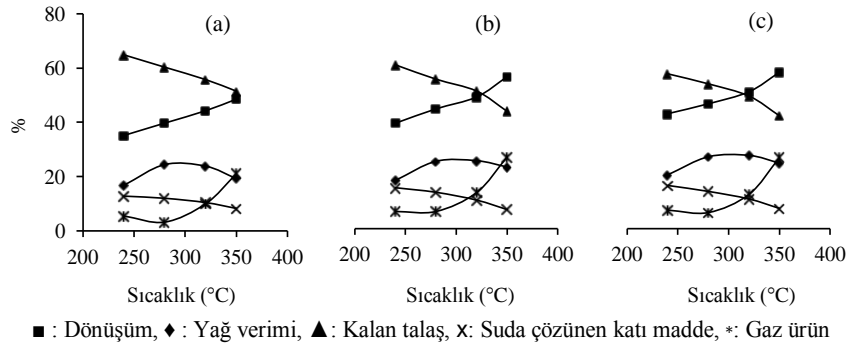 (a) (b) (c)
80
60
40
20
0
%
200 250 300 350 400 200 250 300 350 400 200 250 300 350 400
Sıcaklık (°C) Sıcaklık (°C) Sıcaklık (°C)
■ : Dönüşüm, ♦ : Yağ verimi, ▲: Kalan talaş, x: Suda çözünen katı madde, *: Gaz ürün